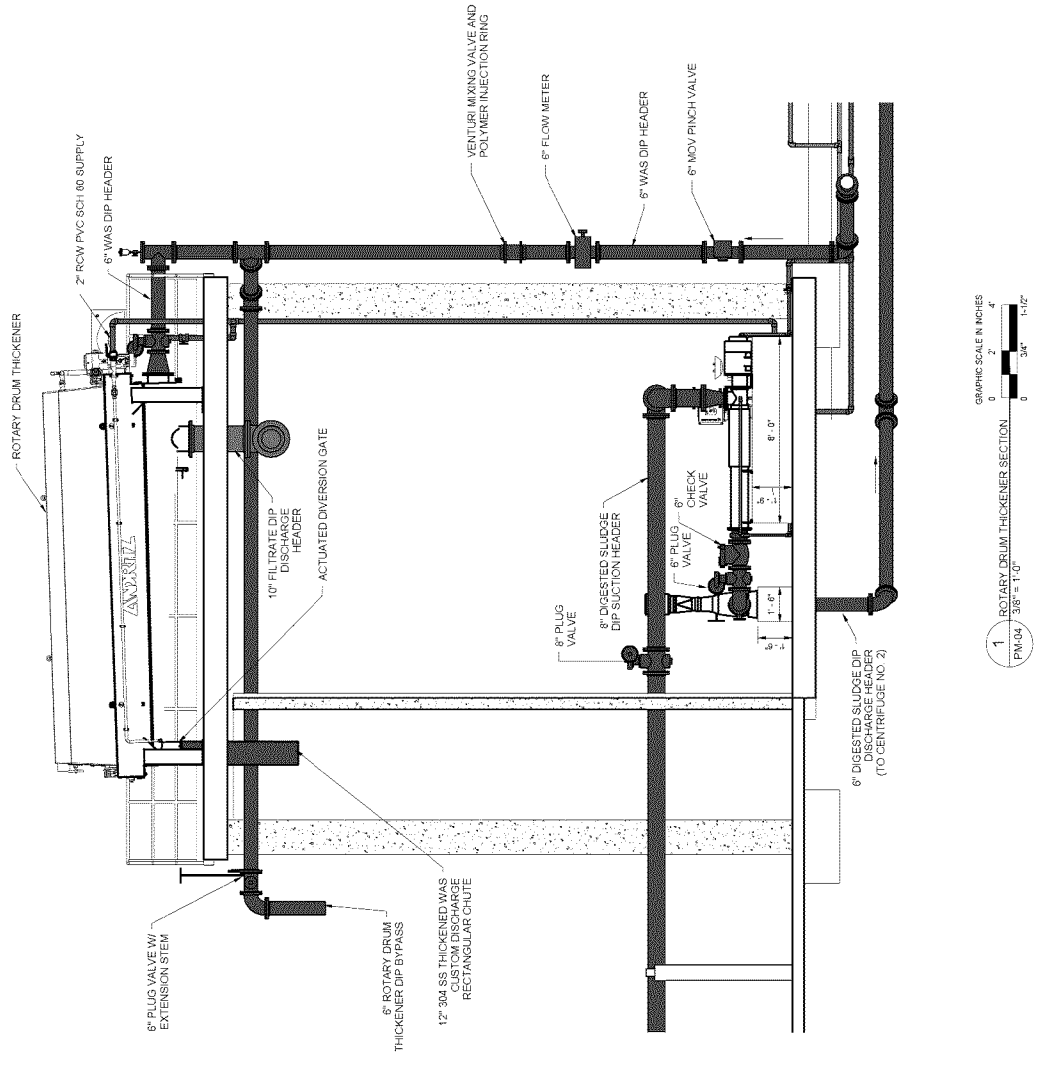 ROTARY DRUM THICKENER
2" RCW PVC SCH 80 SUPPLY
6" WAS DIP HEADER
VENTURI MIXING VALVE AND
POLYMER INJECTION RING
6" FLOW METER
6" WAS DIP HEADER
6" MOV PINCH VALVE
ANDRITZ
10" FILTRATE DIP
DISCHARGE
HEADER
ACTUATED DIVERSION GATE
8" PLUG
VALVE
8" DIGESTED SLUDGE
DIP SUCTION HEADER
6" PLUG
VALVE
6"
CHECK
VALVE
8' - 0"
1' - 9"
1' - 6"
1' - 9"
6" PLUG VALVE W/
EXTENSION STEM
6" ROTARY DRUM
THICKENER DIP BYPASS
12" 304 SS THICKENED WAS
CUSTOM DISCHARGE
RECTANGULAR CHUTE
6" DIGESTED SLUDGE DIP
DISCHARGE HEADER
(TO CENTRIFUGE NO. 2)
1
PM-04
ROTARY DRUM THICKENER SECTION
3/8" = 1'-0"
GRAPHIC SCALE IN INCHES
0 2' 4'
0 3/4" 1-1/2"